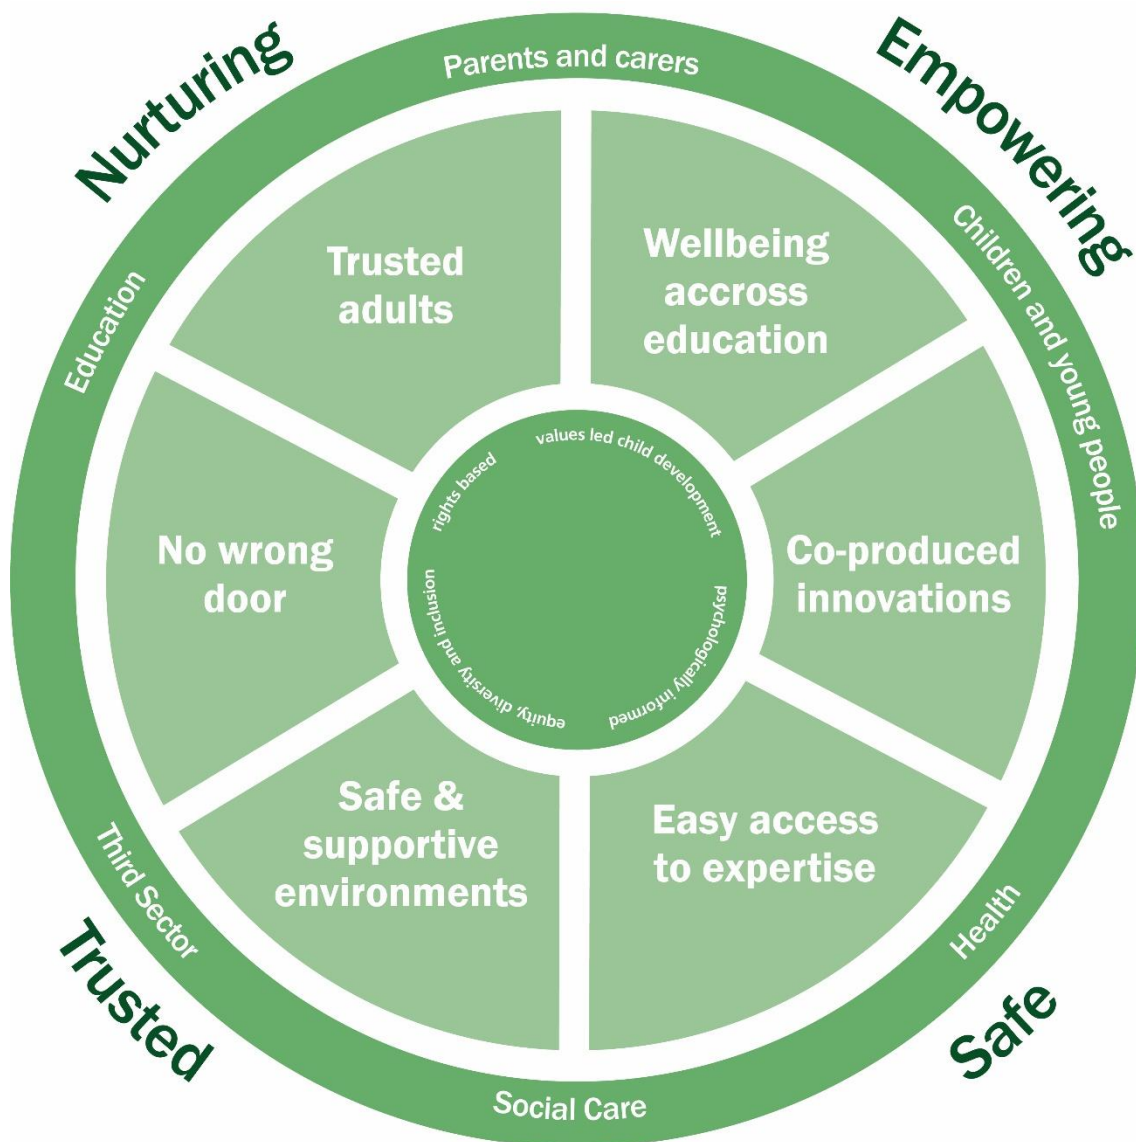 Nurturing
Empowering
Parents and carers
Children and young people
Health
Social Care
Third Sector
Education
Trusted
adults
Wellbeing
accross
education
No wrong
door
Co-produced
innovations
Safe &
supportive
environments
Easy access
to expertise
rights based
values led child development
psychologically informed
equity, diversity and inclusion
Trusted
Safe